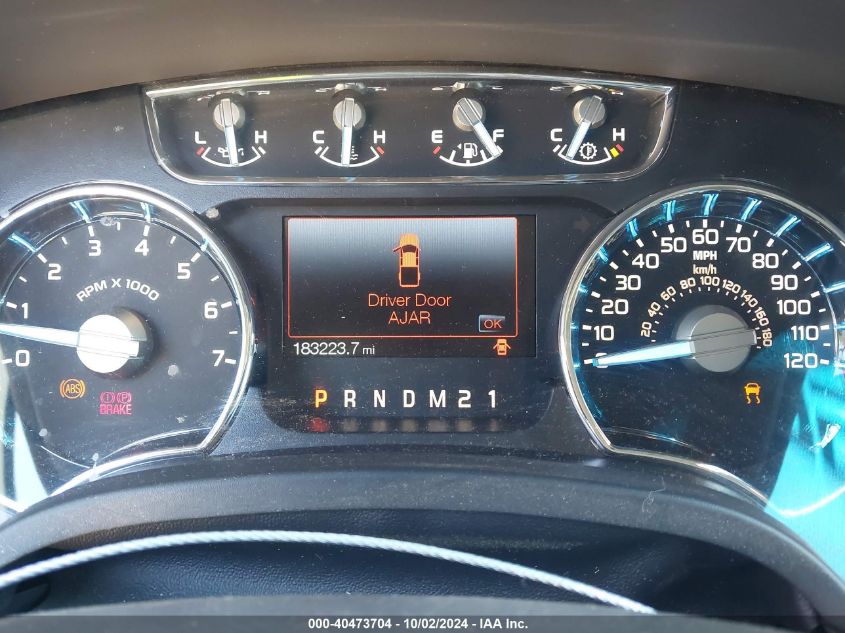 L H
C H
E F
C H
0 1 2 3 4 5 6 7
RPM X 1000
ABS
BRAKE
Driver Door
AJAR
OK
183223.7 mi
P R N D M 2 1
0 10 20 30 40 50 60 70 80 90 100 110 120
MPH
km/h
20 40 60 80 100 120 140 160 180
000-40473704 - 10/02/2024 - IAA Inc.